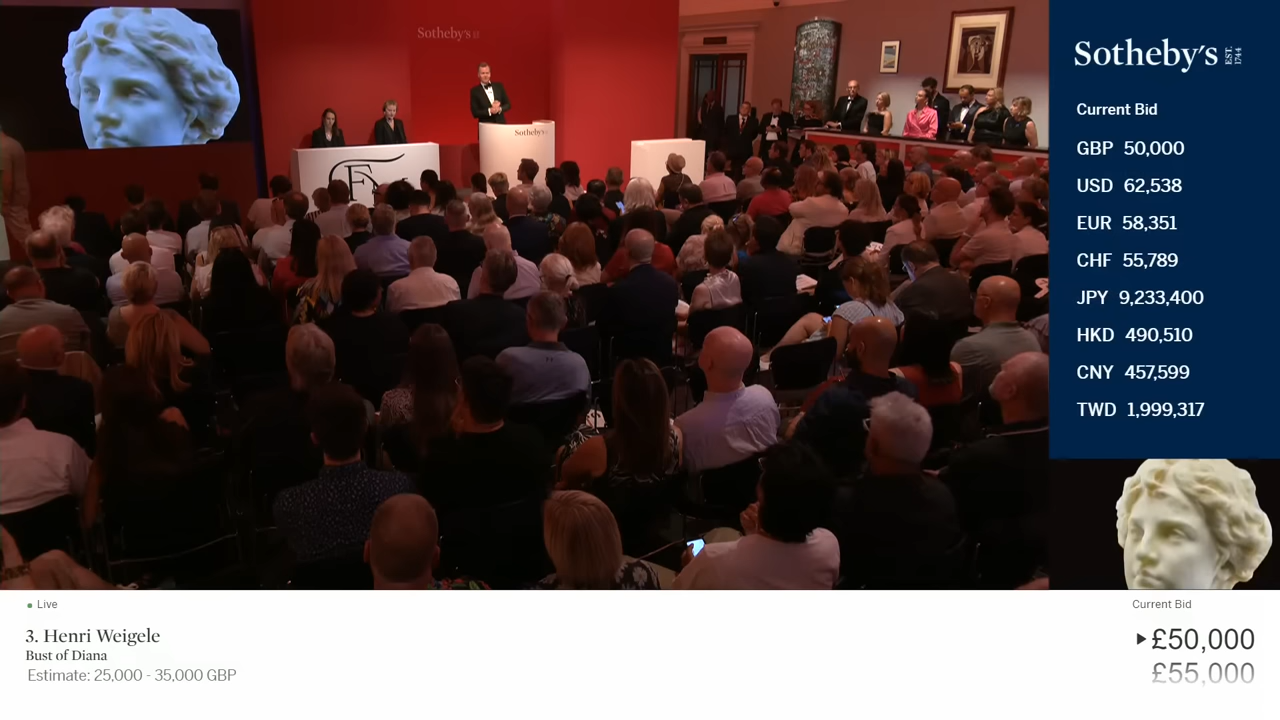 Sotheby's
Sotheby's
Sotheby's EST. 1744
Current Bid
GBP 50,000
USD 62,538
EUR 58,351
CHF 55,789
JPY 9,233,400
HKD 490,510
CNY 457,599
TWD 1,999,317
Live
3. Henri Weigele
Bust of Diana
Estimate: 25,000 - 35,000 GBP
Current Bid
£50,000
£55,000